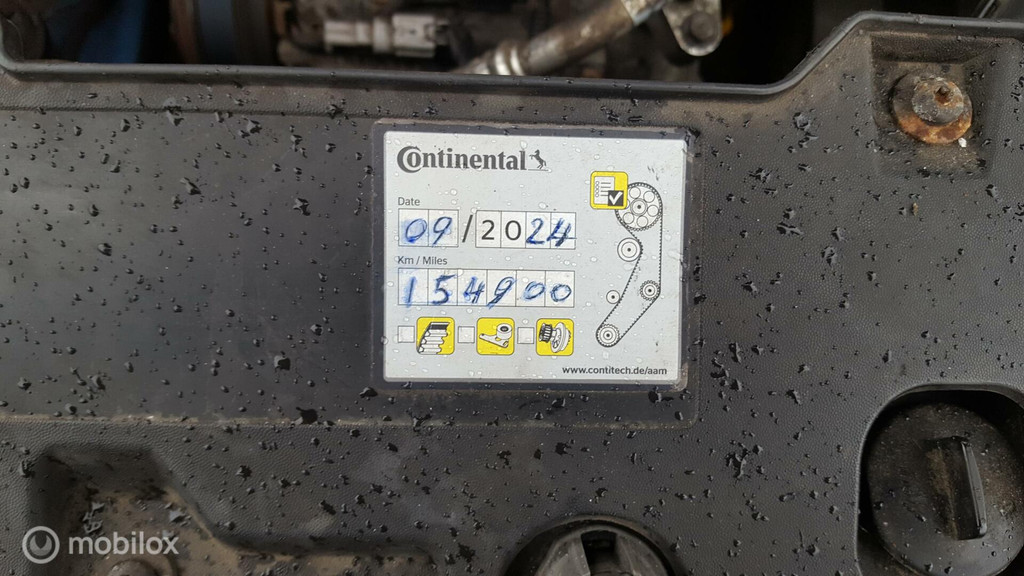 Continental
Date
09/2024
Km / Miles
154900
www.contitech.de/aam
mobilox